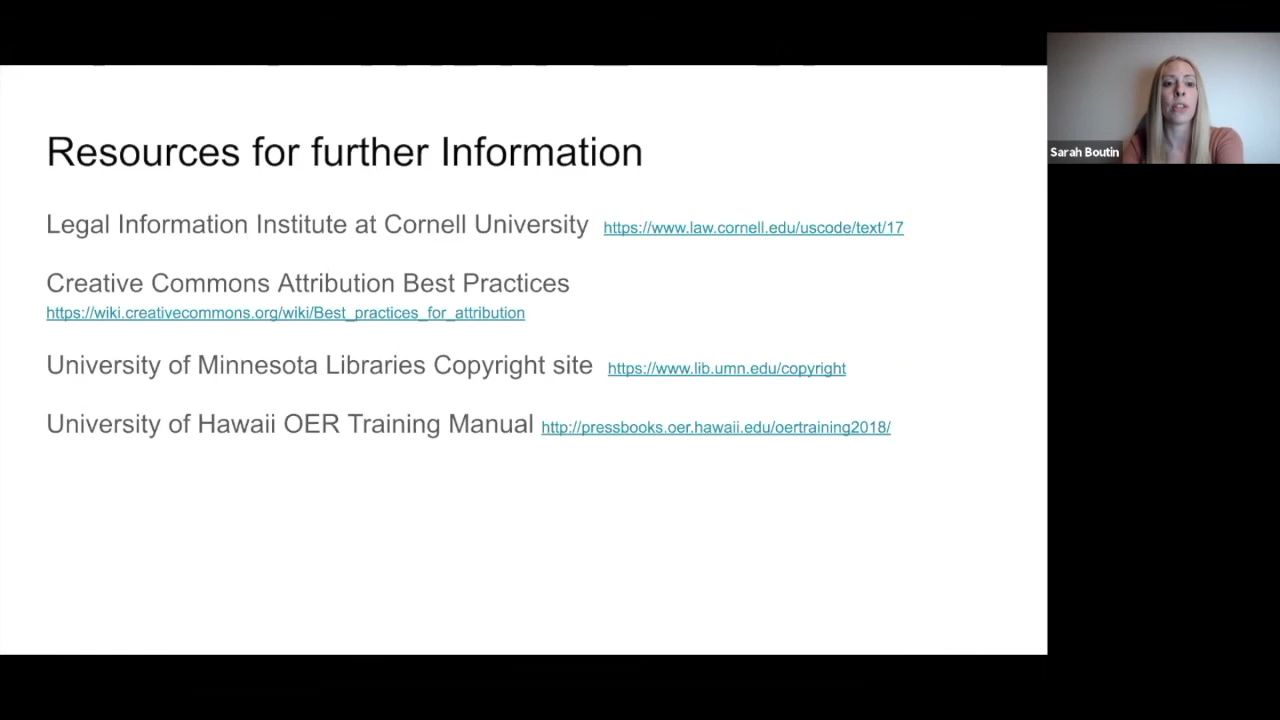 Resources for further Information
Legal Information Institute at Cornell University https://www.law.cornell.edu/uscode/text/17
Creative Commons Attribution Best Practices
https://wiki.creativecommons.org/wiki/Best_practices_for_attribution
University of Minnesota Libraries Copyright site https://www.lib.umn.edu/copyright
University of Hawaii OER Training Manual http://pressbooks.oer.hawaii.edu/oertraining2018/
Sarah Boutin